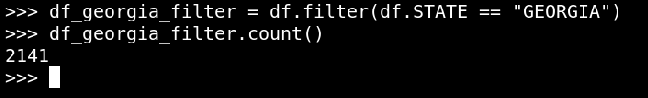 >>> df_georgia_filter = df.filter(df.STATE == "GEORGIA")
>>> df_georgia_filter.count()
2141
>>>